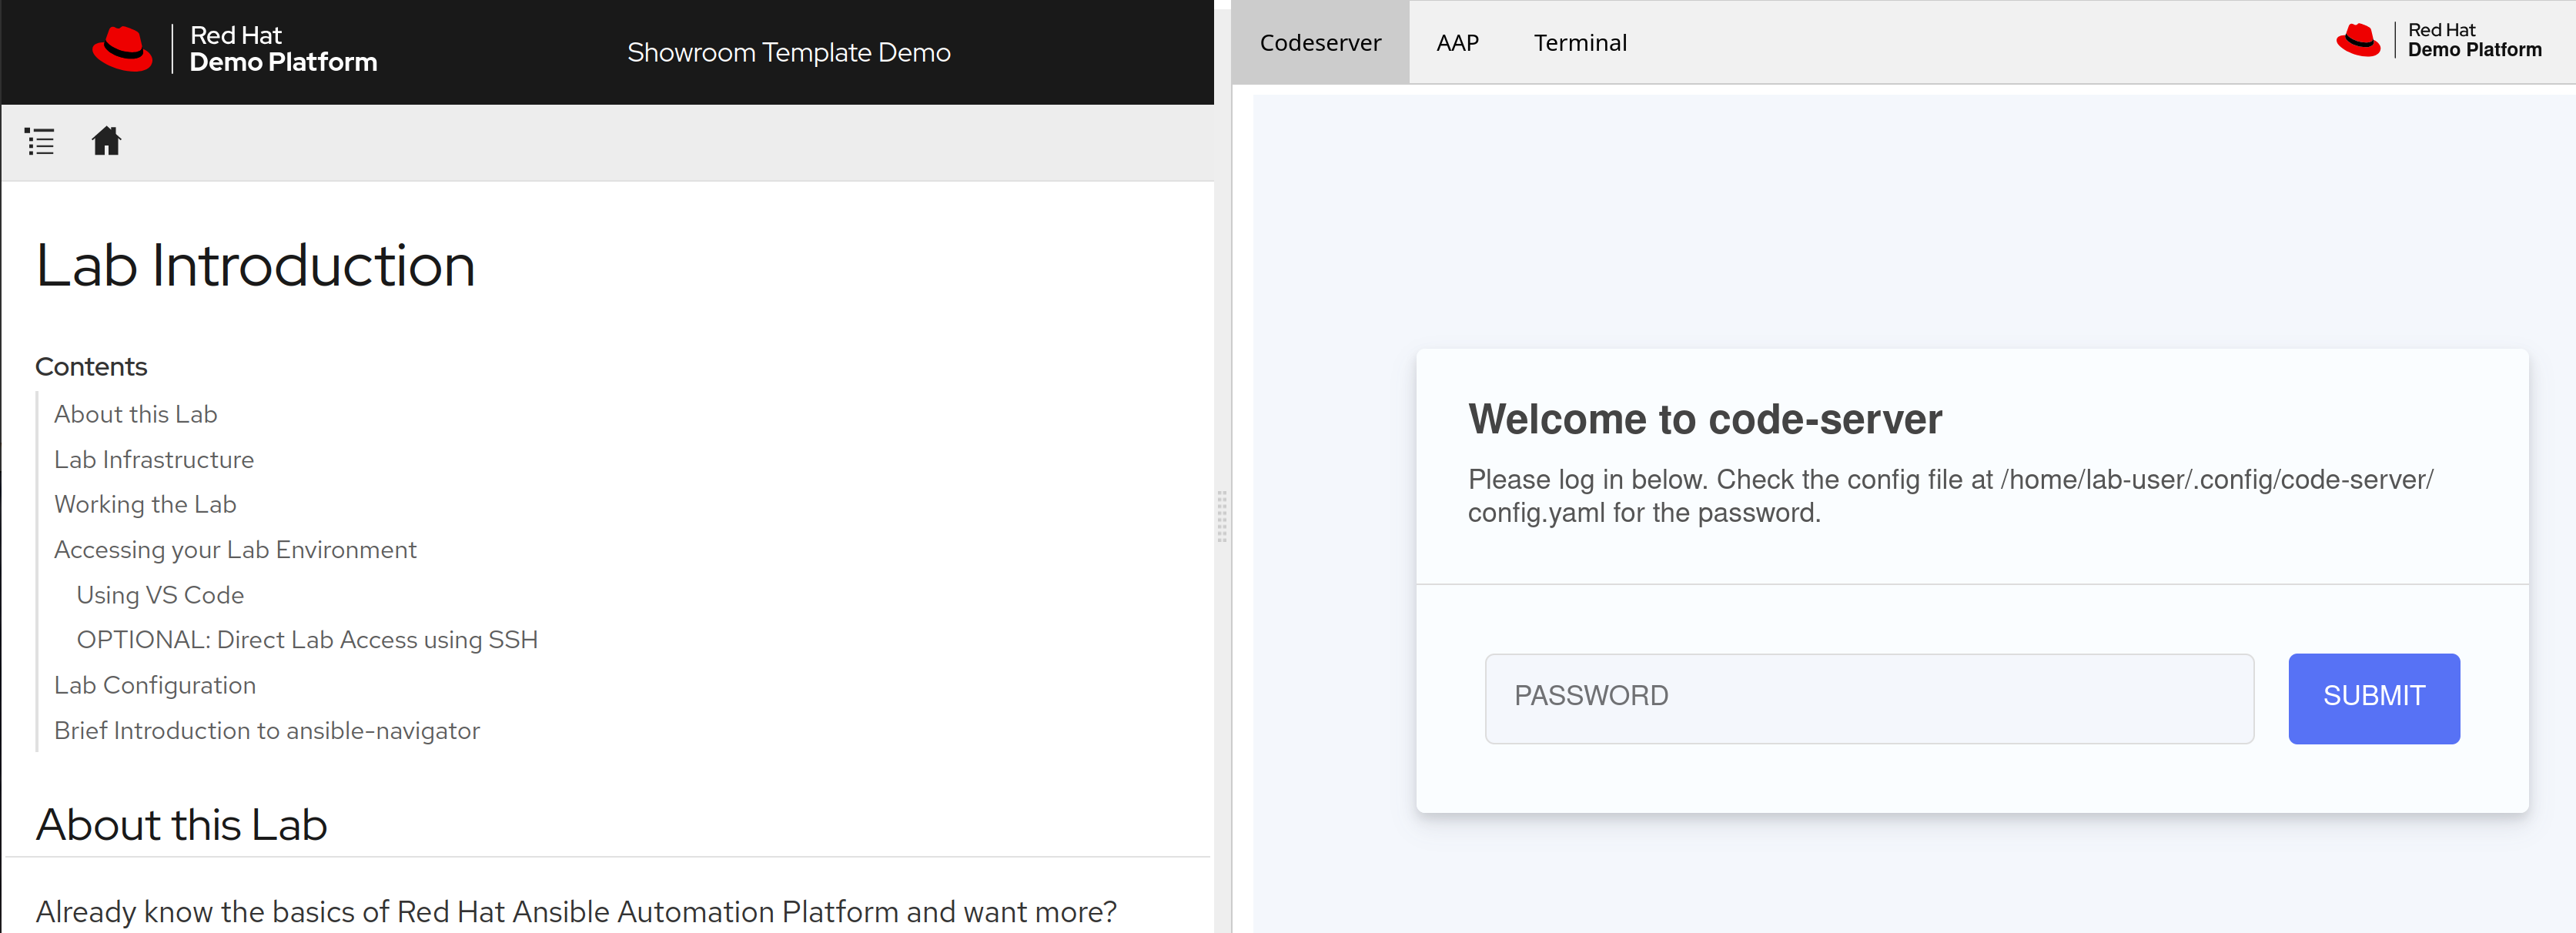 Red Hat
Demo Platform
Showroom Template Demo
Lab Introduction
Contents
About this Lab
Lab Infrastructure
Working the Lab
Accessing your Lab Environment
Using VS Code
OPTIONAL: Direct Lab Access using SSH
Lab Configuration
Brief Introduction to ansible-navigator
About this Lab
Already know the basics of Red Hat Ansible Automation Platform and want more?
Codeserver
AAP
Terminal
Red Hat
Demo Platform
Welcome to code-server
Please log in below. Check the config file at /home/lab-user/.config/code-server/
config.yaml for the password.
PASSWORD
SUBMIT